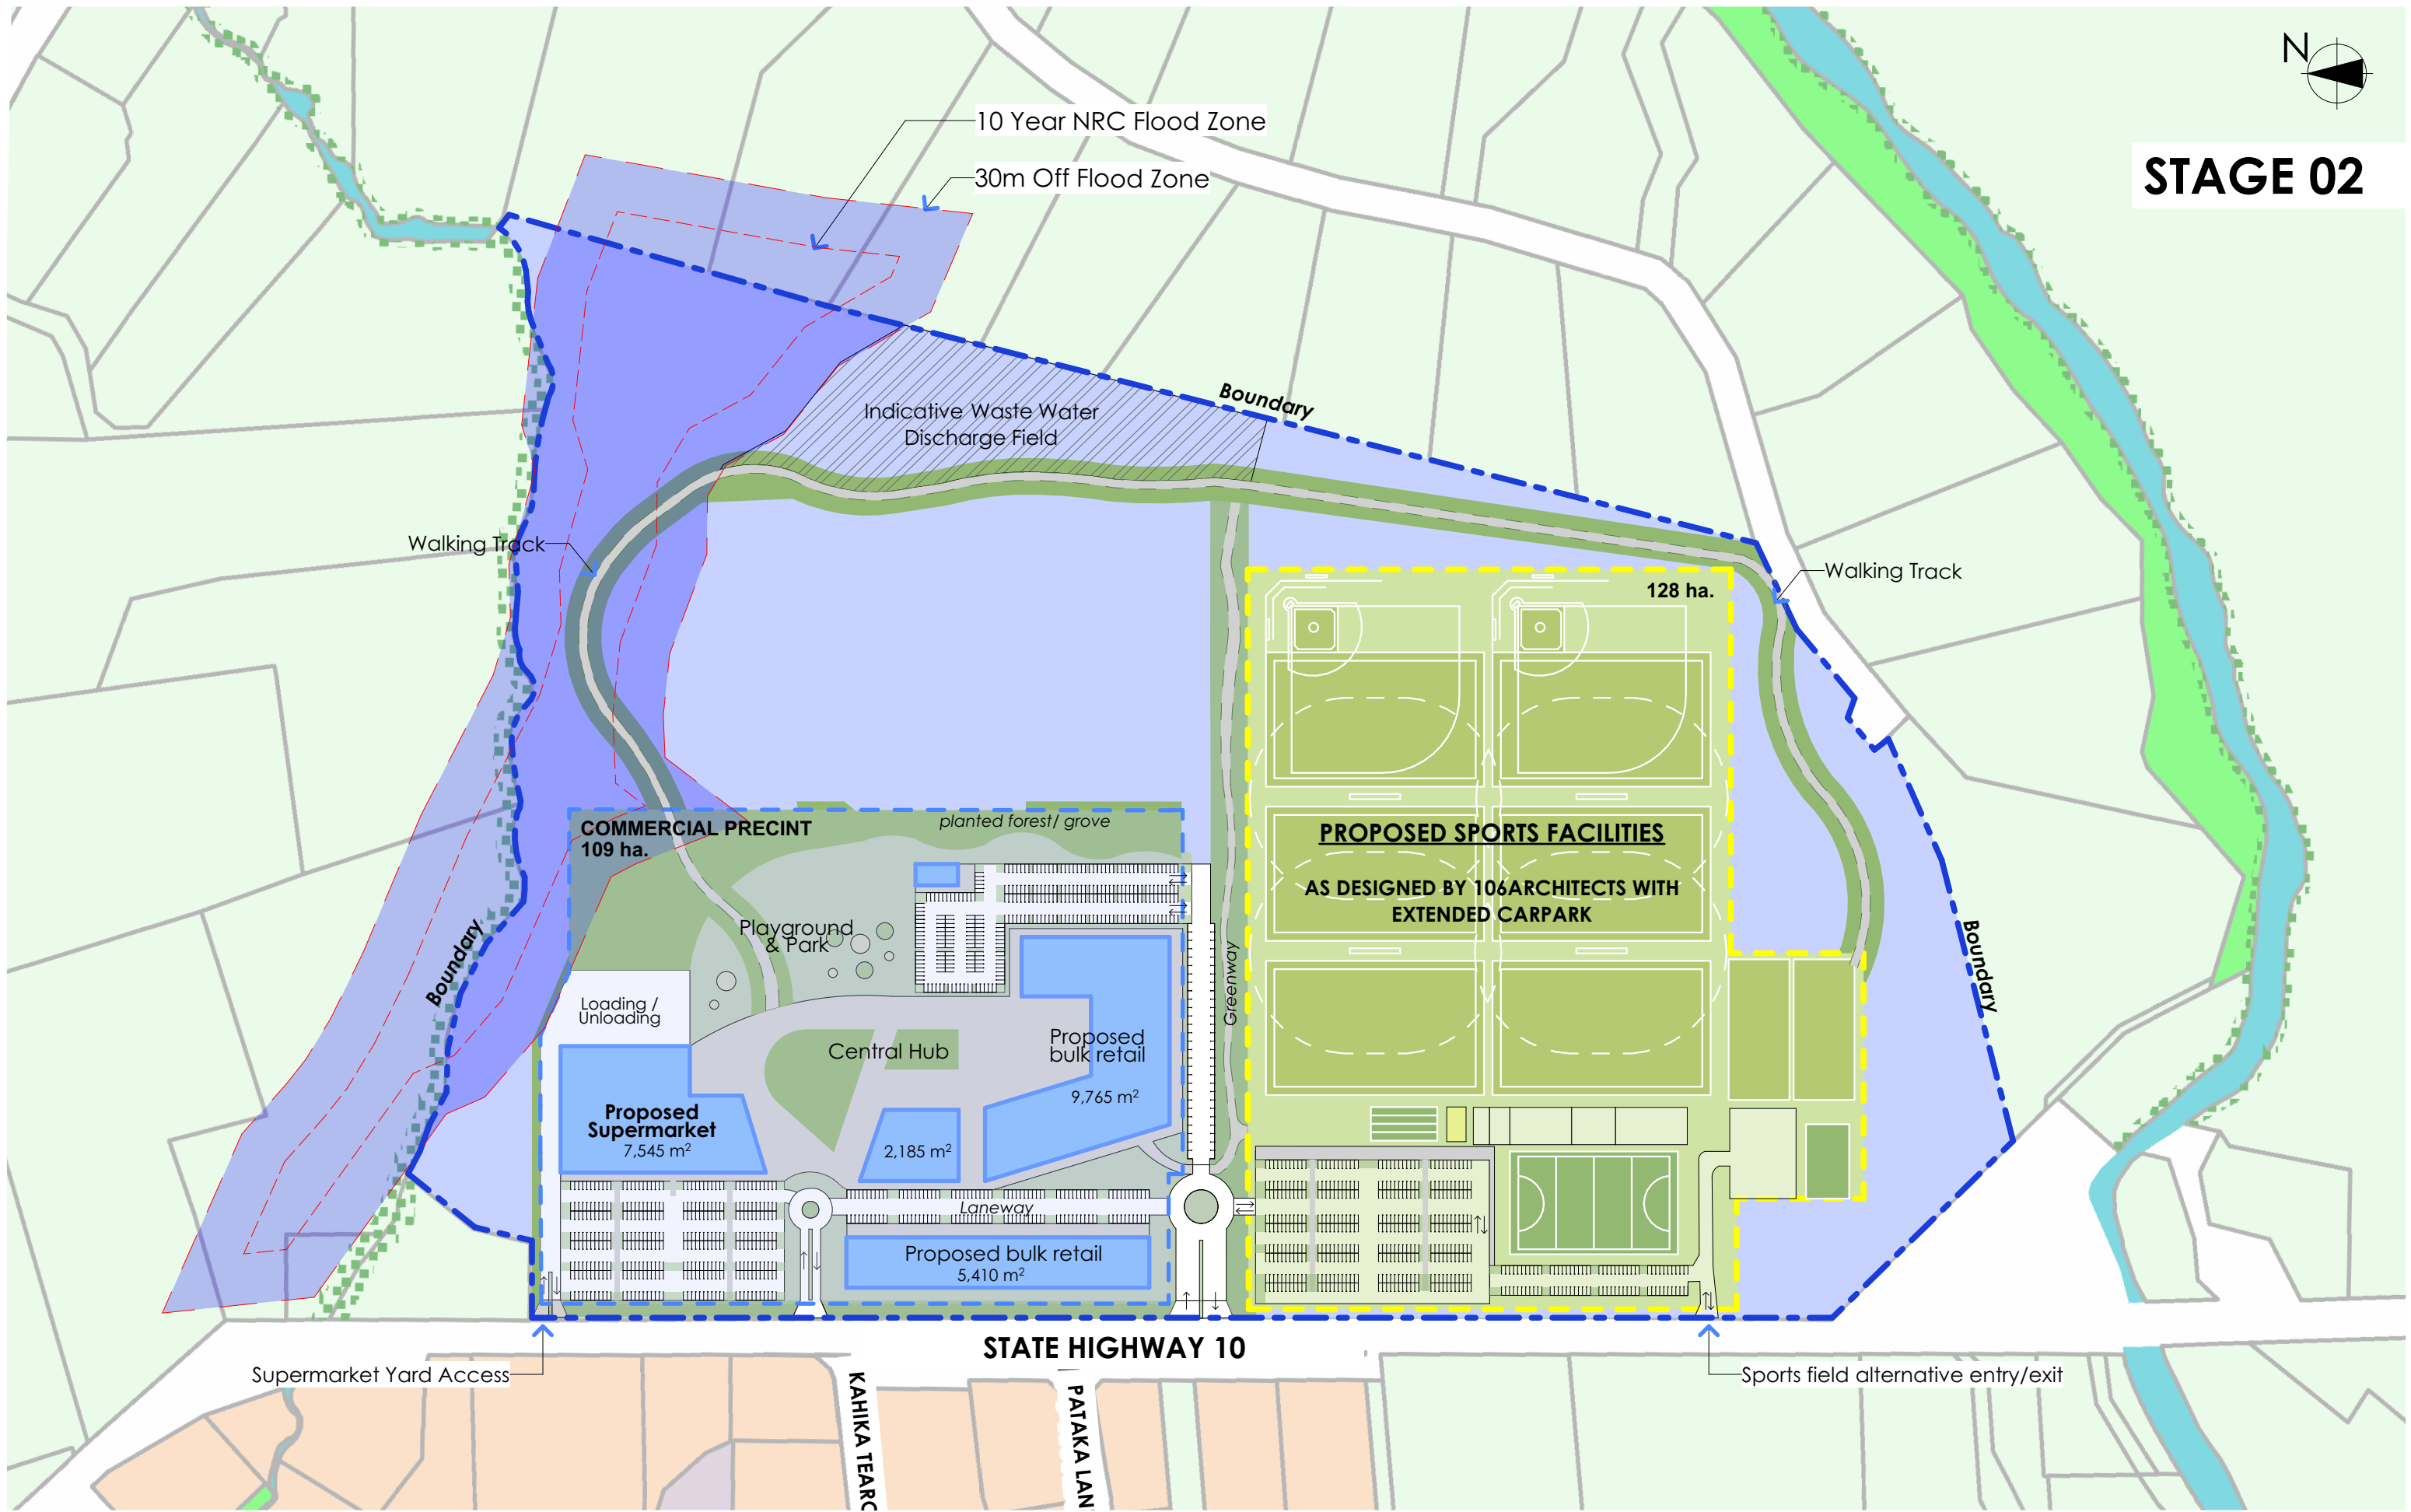 N
STAGE 02
10 Year NRC Flood Zone
30m Off Flood Zone
Boundary
Indicative Waste Water
Discharge Field
Walking Track
Walking Track
128 ha.
COMMERCIAL PRECINT
109 ha.
planted forest/ grove
PROPOSED SPORTS FACILITIES
AS DESIGNED BY 106ARCHITECTS WITH
EXTENDED CARPARK
Playground
& Park
Boundary
Boundary
Greenway
Loading /
Unloading
Central Hub
Proposed
bulk retail
9,765 m²
Proposed
Supermarket
7,545 m²
2,185 m²
Laneway
Proposed bulk retail
5,410 m²
STATE HIGHWAY 10
Supermarket Yard Access
Sports field alternative entry/exit
KAHIKA TEARO
PATAKA LAN